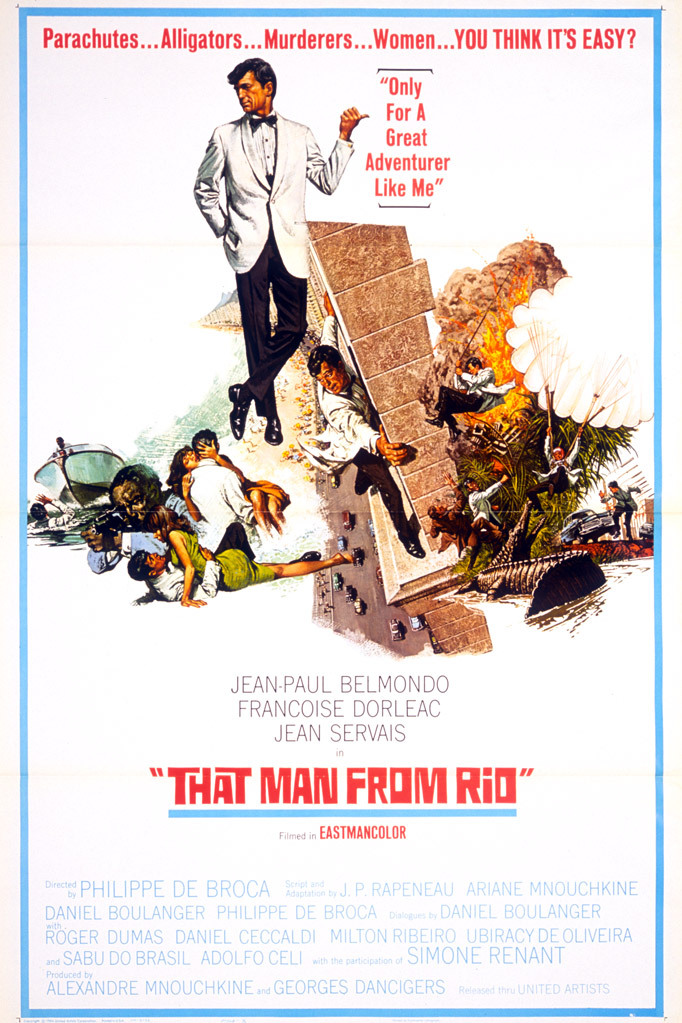 Parachutes...Alligators...Murderers...Women...YOU THINK IT'S EASY?
"Only
For A
Great
Adventurer
Like Me"
JEAN-PAUL BELMONDO
FRANCOISE DORLEAC
JEAN SERVAIS
in
"THAT MAN FROM RIO"
Filmed in EASTMANCOLOR
Directed by PHILIPPE DE BROCA Script and Adaptation by J. P. RAPENEAU ARIANE MNOUCHKINE
DANIEL BOULANGER PHILIPPE DE BROCA Dialogues by DANIEL BOULANGER
with
ROGER DUMAS DANIEL CECCALDI MILTON RIBEIRO UBIRACY DE OLIVEIRA
and SABU DO BRASIL ADOLFO CELI with the participation of SIMONE RENANT
Produced by
ALEXANDRE MNOUCHKINE and GEORGES DANCIGERS Released thru UNITED ARTISTS